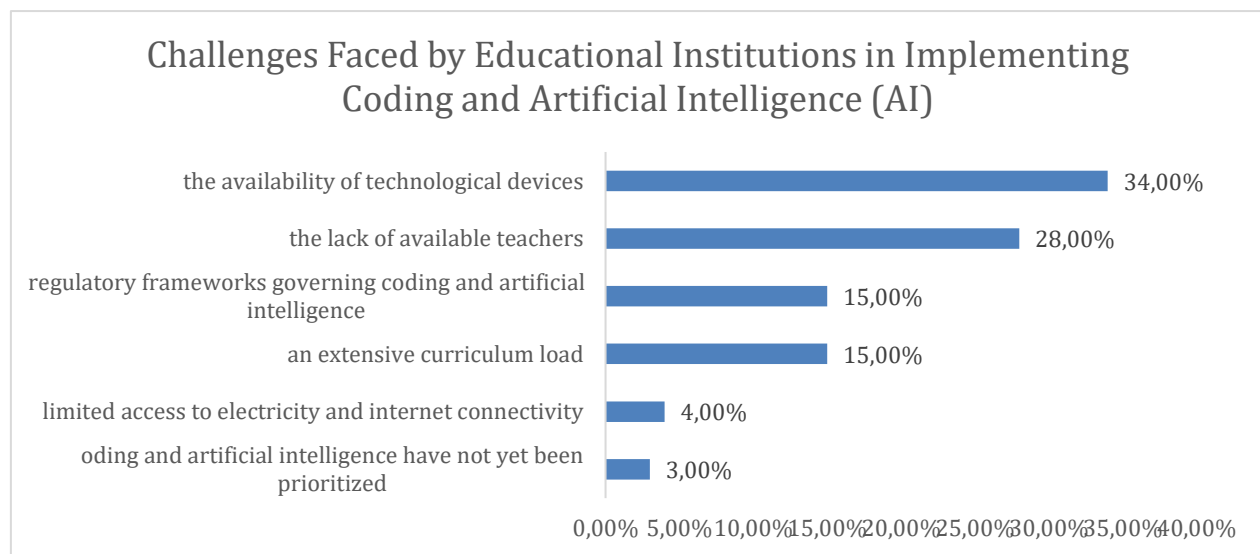 Challenges Faced by Educational Institutions in Implementing
Coding and Artificial Intelligence (AI)
the availability of technological devices
34,00%
the lack of available teachers
28,00%
regulatory frameworks governing coding and artificial
intelligence
15,00%
an extensive curriculum load
15,00%
limited access to electricity and internet connectivity
4,00%
oding and artificial intelligence have not yet been
prioritized
3,00%
0,00% 5,00% 10,00% 15,00% 20,00% 25,00% 30,00% 35,00% 40,00%